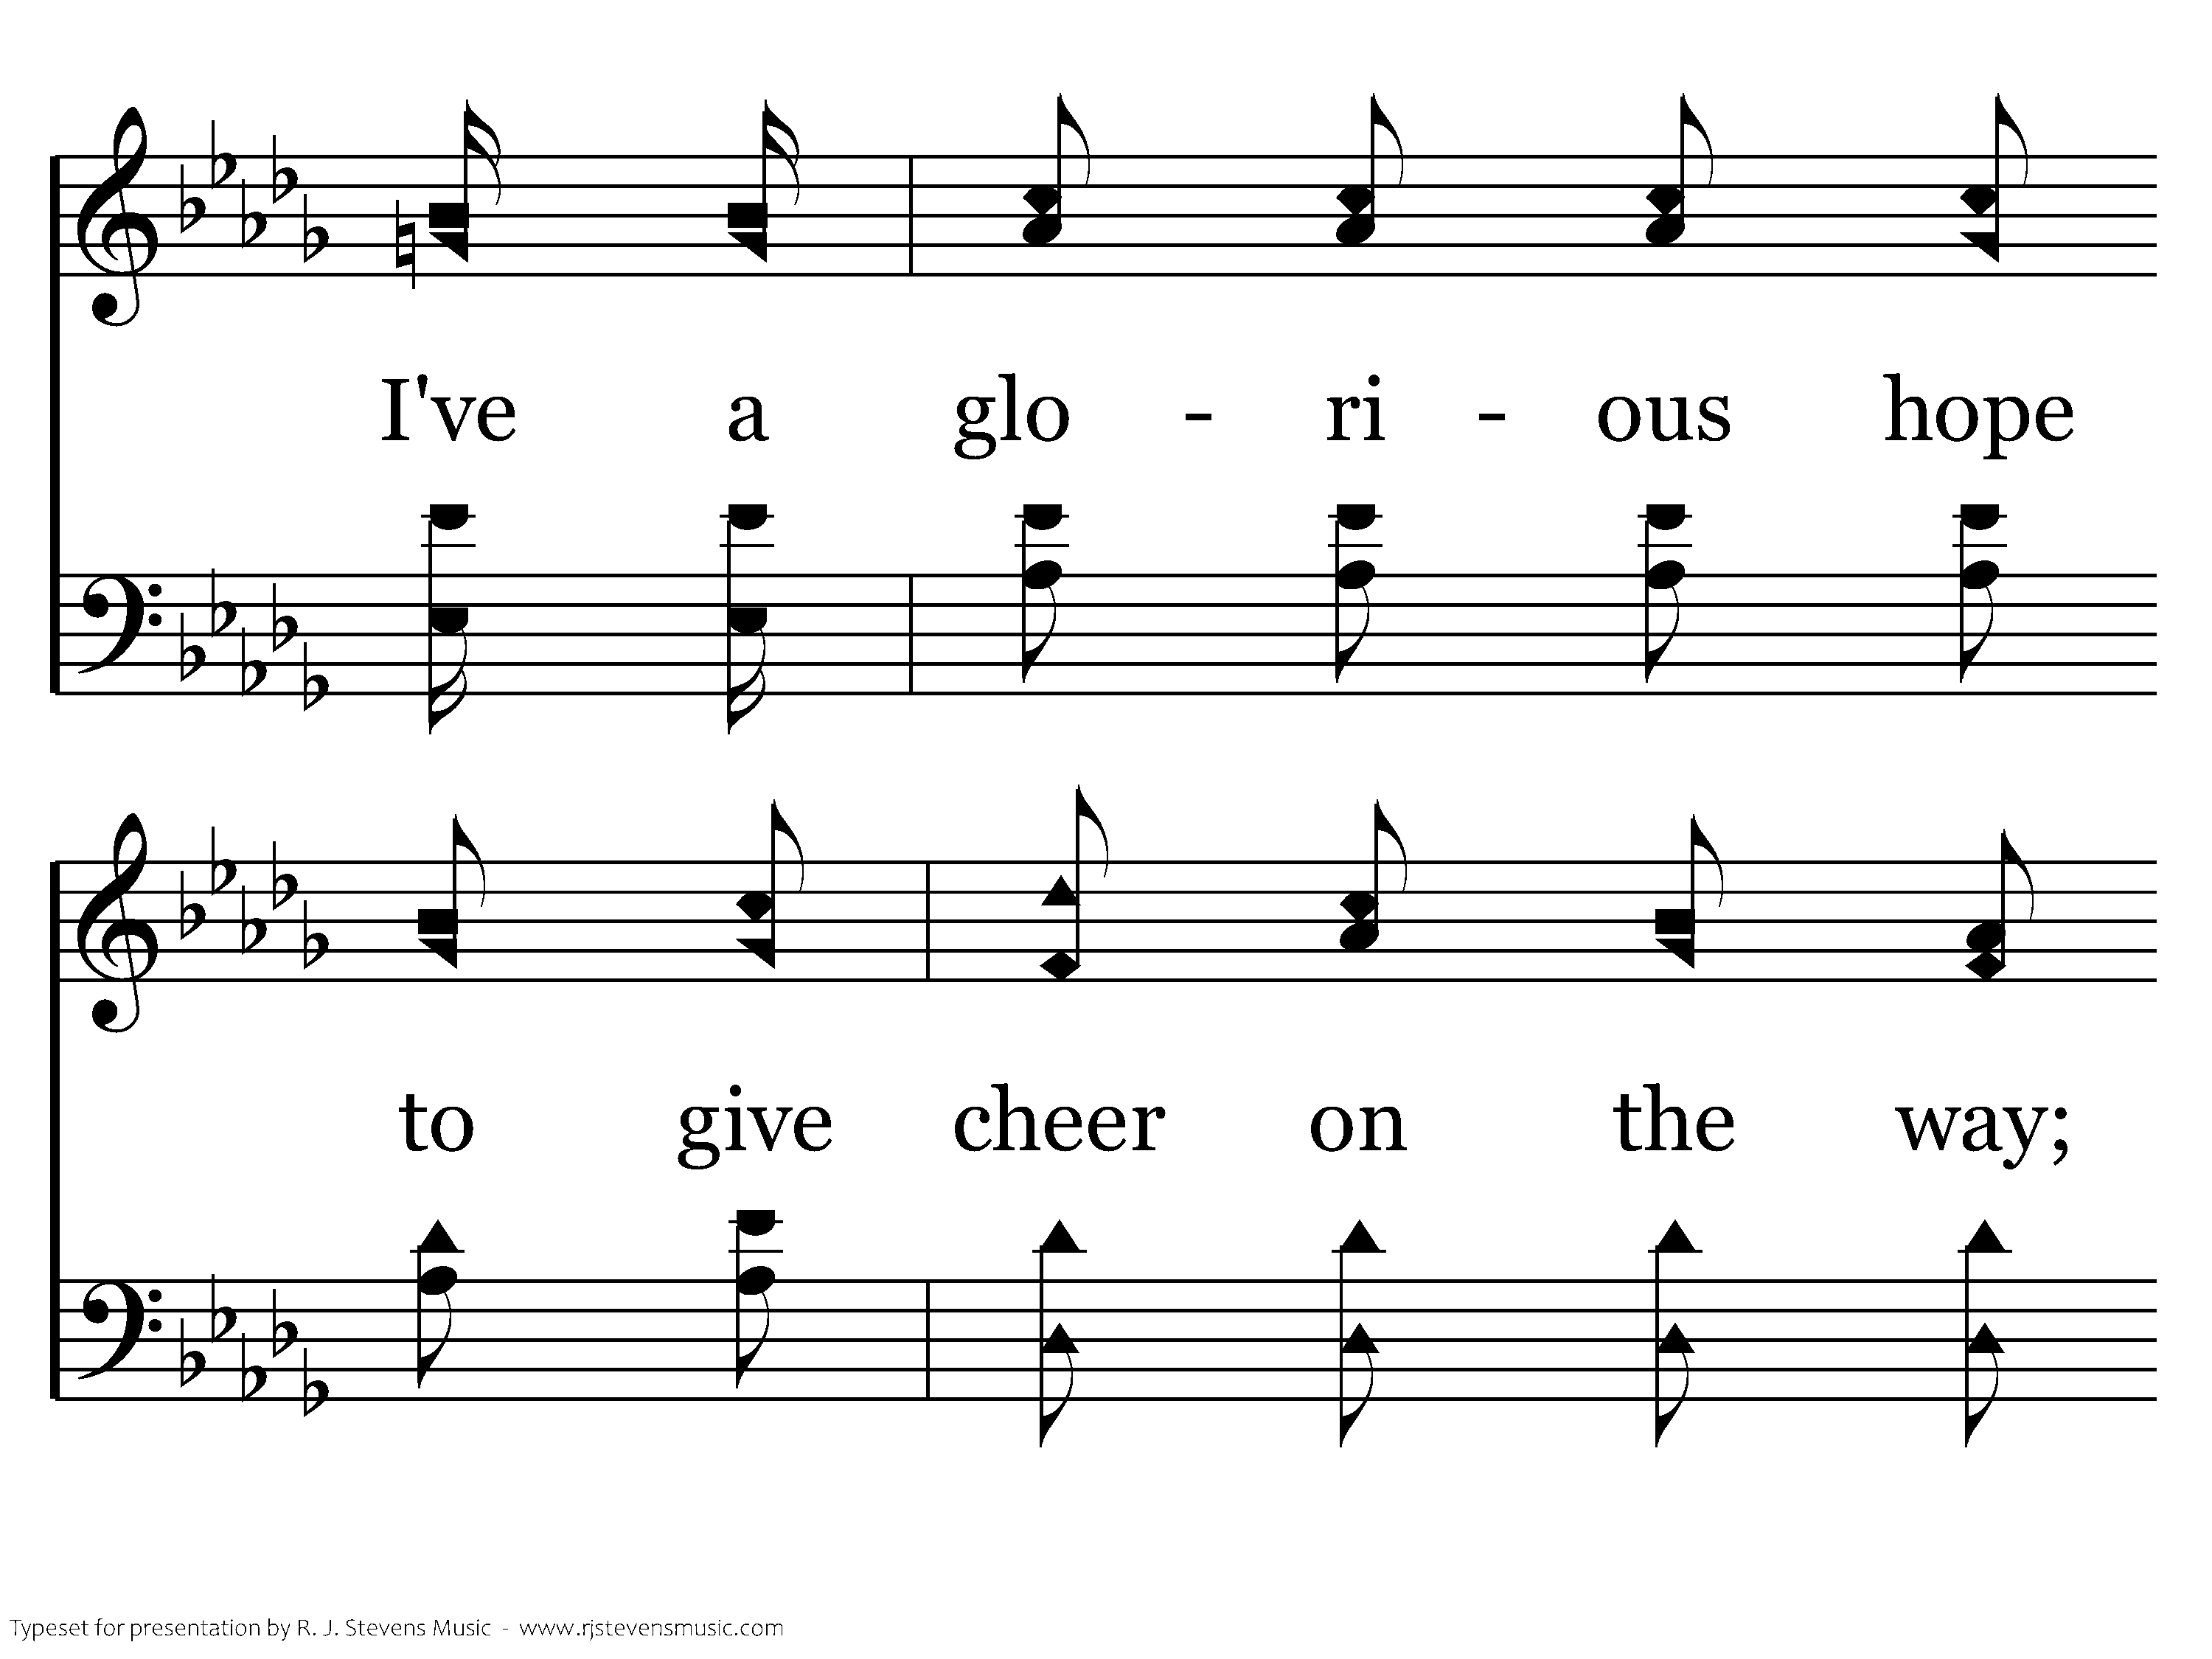 I've a glo - ri - ous hope
to give cheer on the way;
Typeset for presentation by R. J. Stevens Music - www.rjstevensmusic.com